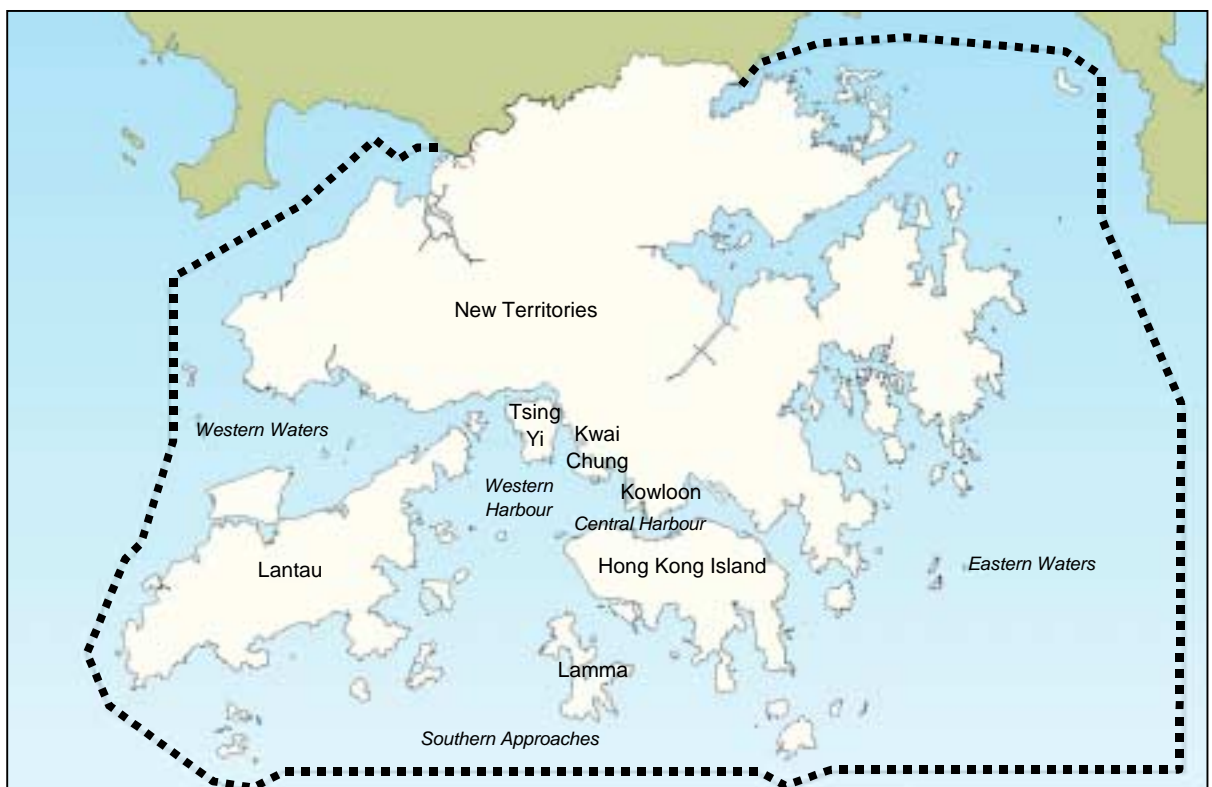 New Territories
Tsing
Yi
Kwai
Chung
Western Waters
Western
Harbour
Kowloon
Central Harbour
Lantau
Hong Kong Island
Eastern Waters
Lamma
Southern Approaches